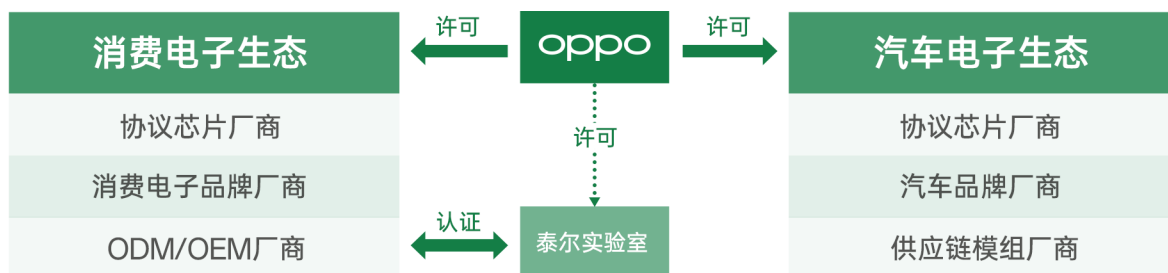 消费电子生态
协议芯片厂商
消费电子品牌厂商
ODM/OEM厂商
许可
oppo
许可
许可
认证
泰尔实验室
汽车电子生态
协议芯片厂商
汽车品牌厂商
供应链模组厂商